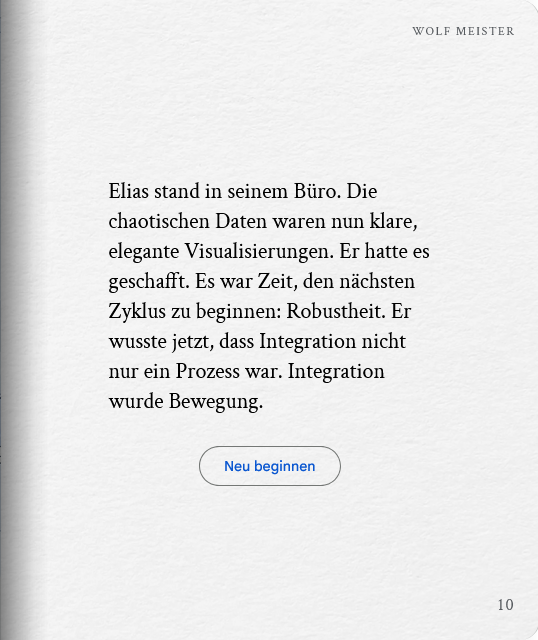 WOLF MEISTER
Elias stand in seinem Büro. Die
chaotischen Daten waren nun klare,
elegante Visualisierungen. Er hatte es
geschafft. Es war Zeit, den nächsten
Zyklus zu beginnen: Robustheit. Er
wusste jetzt, dass Integration nicht
nur ein Prozess war. Integration
wurde Bewegung.
Neu beginnen
10